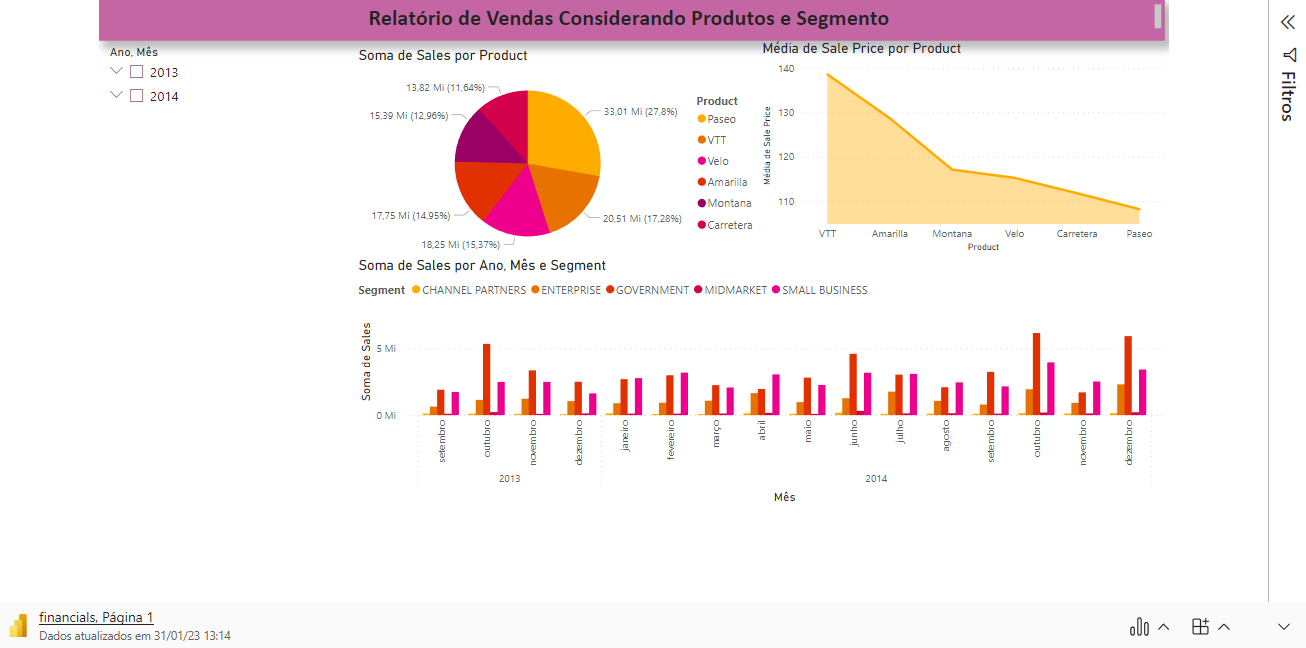 Relatório de Vendas Considerando Produtos e Segmento
Ano, Mês
2013
2014
Soma de Sales por Product
13,82 Mi (11,64%)
15,39 Mi (12,96%)
17,75 Mi (14,95%)
18,25 Mi (15,37%)
33,01 Mi (27,8%)
20,51 Mi (17,28%)
Product
Paseo
VTT
Velo
Amarilla
Montana
Carretera
Média de Sale Price por Product
Média de Sale Price
140
130
120
110
VTT Amarilla Montana Velo Carretera Paseo
Product
Soma de Sales por Ano, Mês e Segment
Segment CHANNEL PARTNERS ENTERPRISE GOVERNMENT MIDMARKET SMALL BUSINESS
Soma de Sales
5 Mi
0 Mi
setembro outubro novembro dezembro janeiro fevereiro março abril maio junho julho agosto setembro outubro novembro dezembro
2013 2014
Mês
Filtros
financials, Página 1
Dados atualizados em 31/01/23 13:14